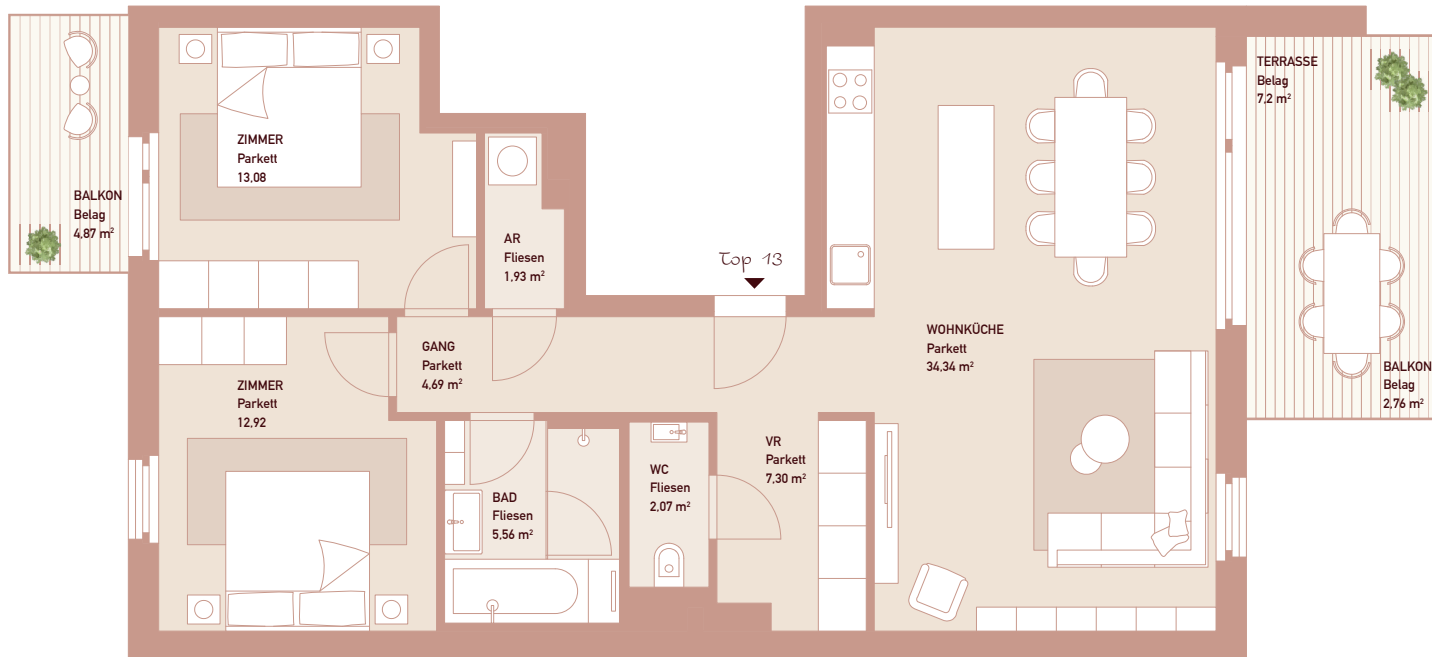 TERRASSE
Belag
7,2 m²
ZIMMER
Parkett
13,08
BALKON
Belag
4,87 m²
AR
Fliesen
1,93 m²
Top 13
WOHNKÜCHE
Parkett
34,34 m²
GANG
Parkett
4,69 m²
BALKON
Belag
2,76 m²
ZIMMER
Parkett
12,92
VR
Parkett
7,30 m²
WC
Fliesen
2,07 m²
BAD
Fliesen
5,56 m²